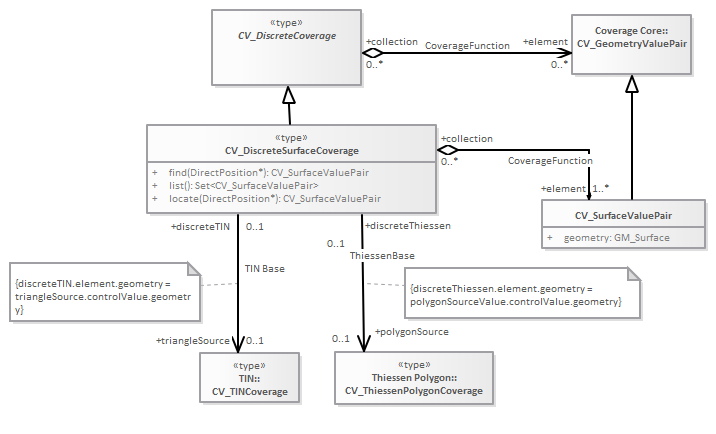 «type»
CV_DiscreteCoverage
Coverage Core::
CV_GeometryValuePair
+collection
CoverageFunction
+element
0..*
0..*
«type»
CV_DiscreteSurfaceCoverage
+ find(DirectPosition*): CV_SurfaceValuePair
+ list(): Set<CV_SurfaceValuePair>
+ locate(DirectPosition*): CV_SurfaceValuePair
+collection
0..*
CoverageFunction
+element
1..*
CV_SurfaceValuePair
+ geometry: GM_Surface
+discreteTIN
0..1
+discreteThiessen
0..1
ThiessenBase
TIN Base
{discreteTIN.element.geometry =
triangleSource.controlValue.geometr
y}
{discreteThiessen.element.geometry =
polygonSourceValue.controlValue.geometry}
+triangleSource
0..1
0..1
+polygonSource
«type»
TIN::
CV_TINCoverage
«type»
Thiessen Polygon::
CV_ThiessenPolygonCoverage